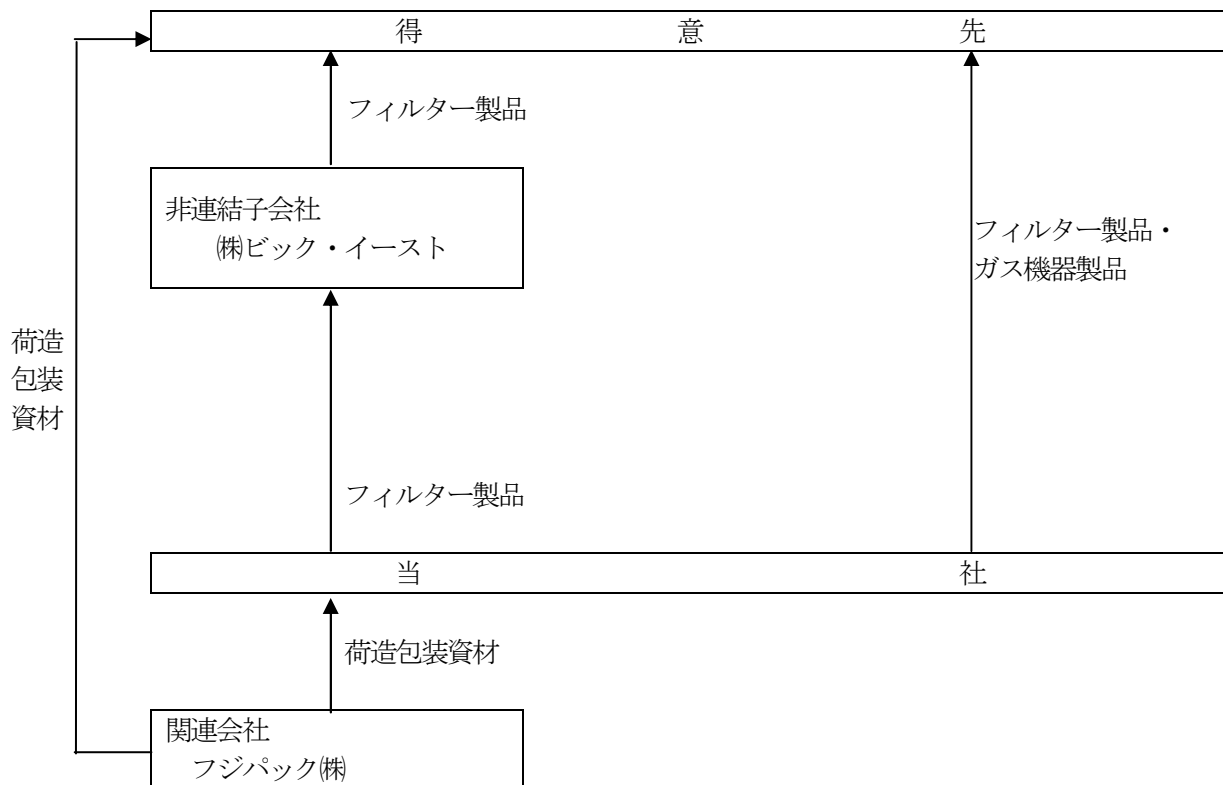 得意先
フィルター製品
非連結子会社
㈱ビック・イースト
フィルター製品・
ガス機器製品
荷造
包装
資材
フィルター製品
当社
荷造包装資材
関連会社
フジパック㈱